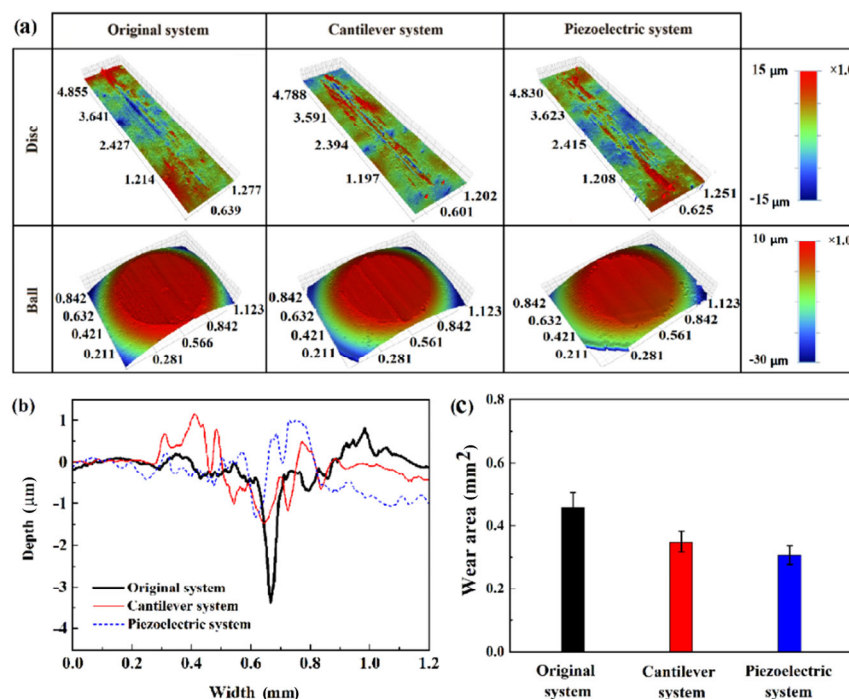 (a)
Original system
Cantilever system
Piezoelectric system
Disc
4.855
3.641
2.427
1.214
1.277
0.639
4.788
3.591
2.394
1.197
1.202
0.601
4.830
3.623
2.415
1.208
1.251
0.625
15 μm
×1.0
-15
μm
Ball
0.842
0.632
0.421
0.211
0.281
0.566
0.842
1.123
0.842
0.632
0.421
0.211
0.281
0.561
0.842
1.123
0.842
0.632
0.421
0.211
0.281
0.561
0.842
1.123
10 μm
×1.0
-30
μm
(b)
Depth (μm)
1
0
-1
-2
-3
-4
Original system
Cantilever system
Piezoelectric system
0.0 0.2 0.4 0.6 0.8 1.0 1.2
Width (mm)
(c)
Wear area (mm²)
0.8
0.6
0.4
0.2
0.0
Original system
Cantilever system
Piezoelectric system